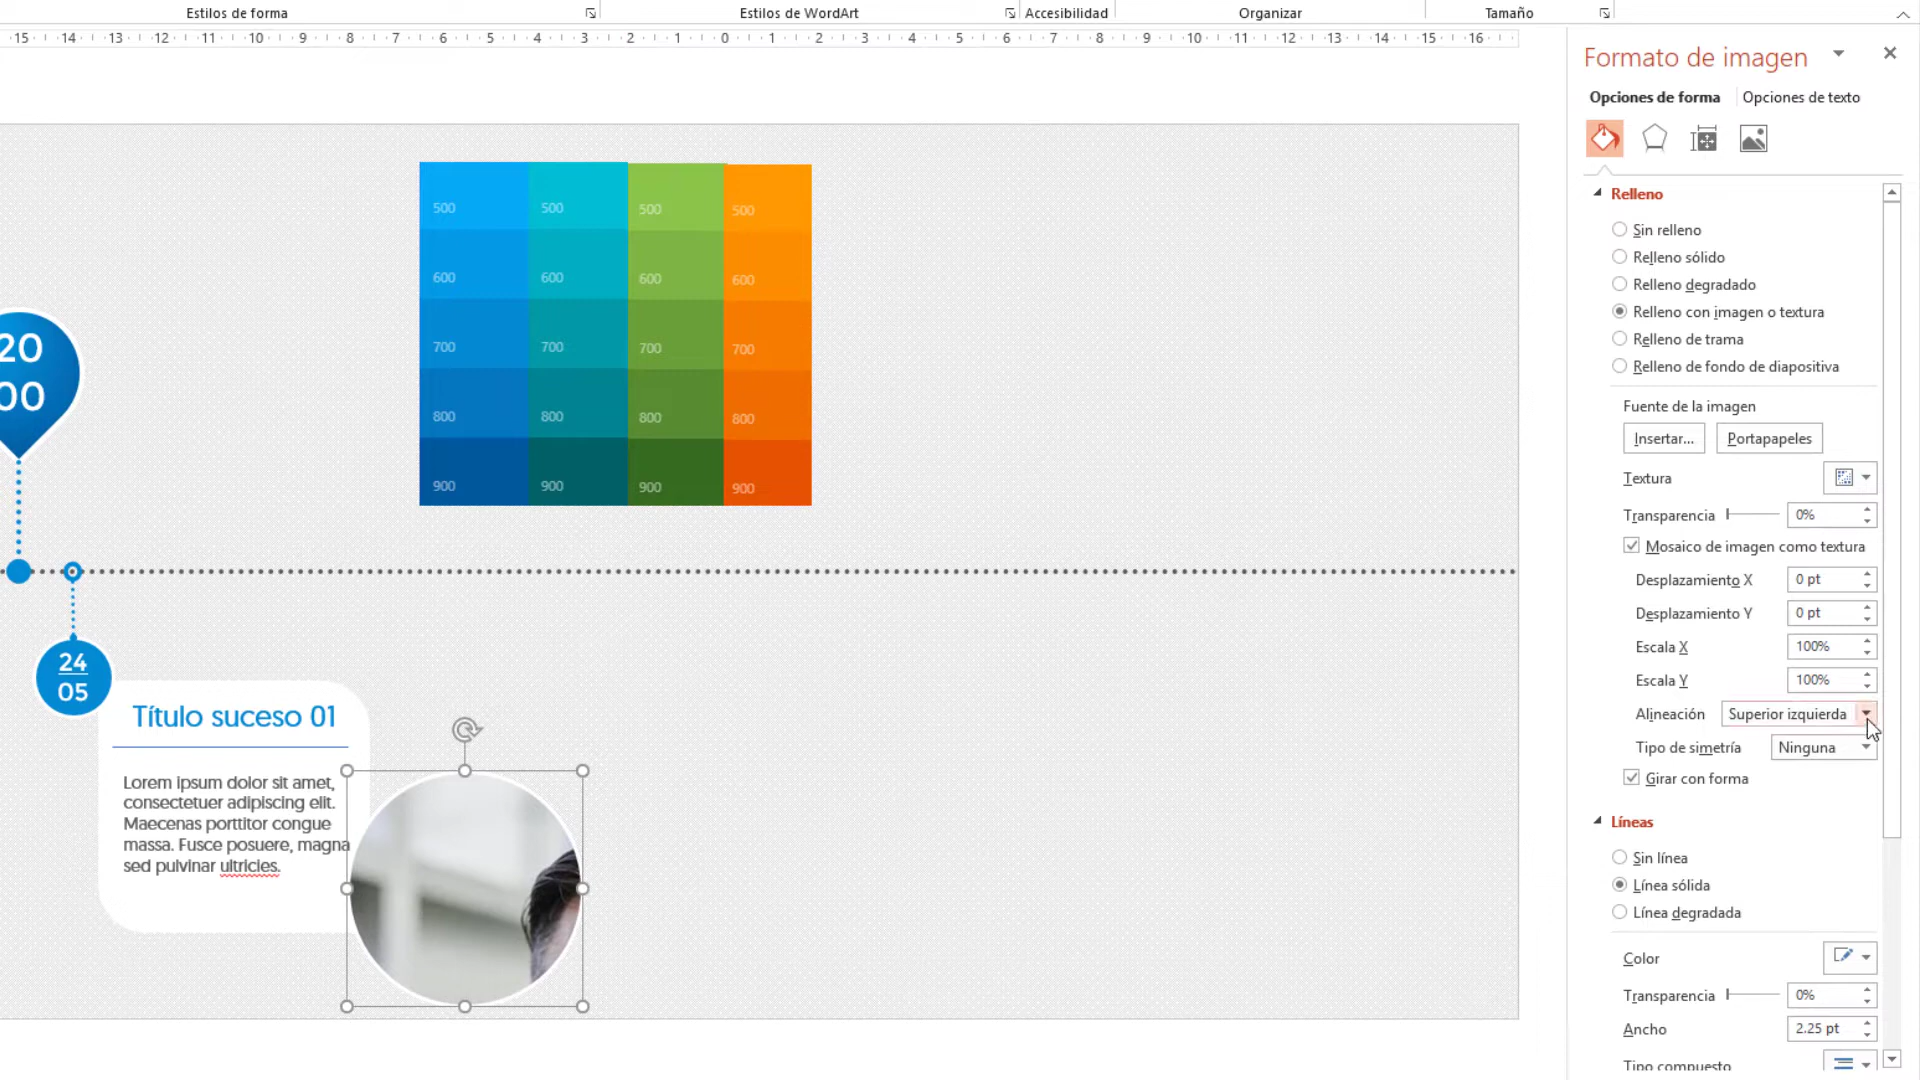 Estilos de forma
Estilos de WordArt
Accesibilidad
Organizar
Tamaño
15 14 13 12 11 10 9 8 7 6 5 4 3 2 1 0 1 2 3 4 5 6 7 8 9 10 11 12 13 14 15 16
Formato de imagen
Opciones de forma
Opciones de texto
Relleno
Sin relleno
Relleno sólido
Relleno degradado
Relleno con imagen o textura
Relleno de trama
Relleno de fondo de diapositiva
Fuente de la imagen
Insertar...
Portapapeles
Textura
Transparencia 0%
Mosaico de imagen como textura
Desplazamiento X 0 pt
Desplazamiento Y 0 pt
Escala X 100%
Escala Y 100%
Alineación Superior izquierda
Tipo de simetría Ninguna
Girar con forma
Líneas
Sin línea
Línea sólida
Línea degradada
Color
Transparencia 0%
Ancho 2.25 pt
Tipo compuesto
500 500 500 500
600 600 600 600
700 700 700 700
800 800 800 800
900 900 900 900
20
00
24
05
Título suceso 01
Lorem ipsum dolor sit amet,
consectetuer adipiscing elit.
Maecenas porttitor congue
massa. Fusce posuere, magna
sed pulvinar ultricies.